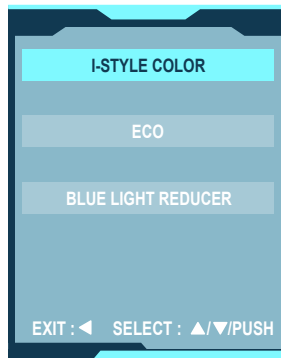 I-STYLE COLOR
ECO
BLUE LIGHT REDUCER
EXIT : ◀ SELECT : ▲/▼/PUSH